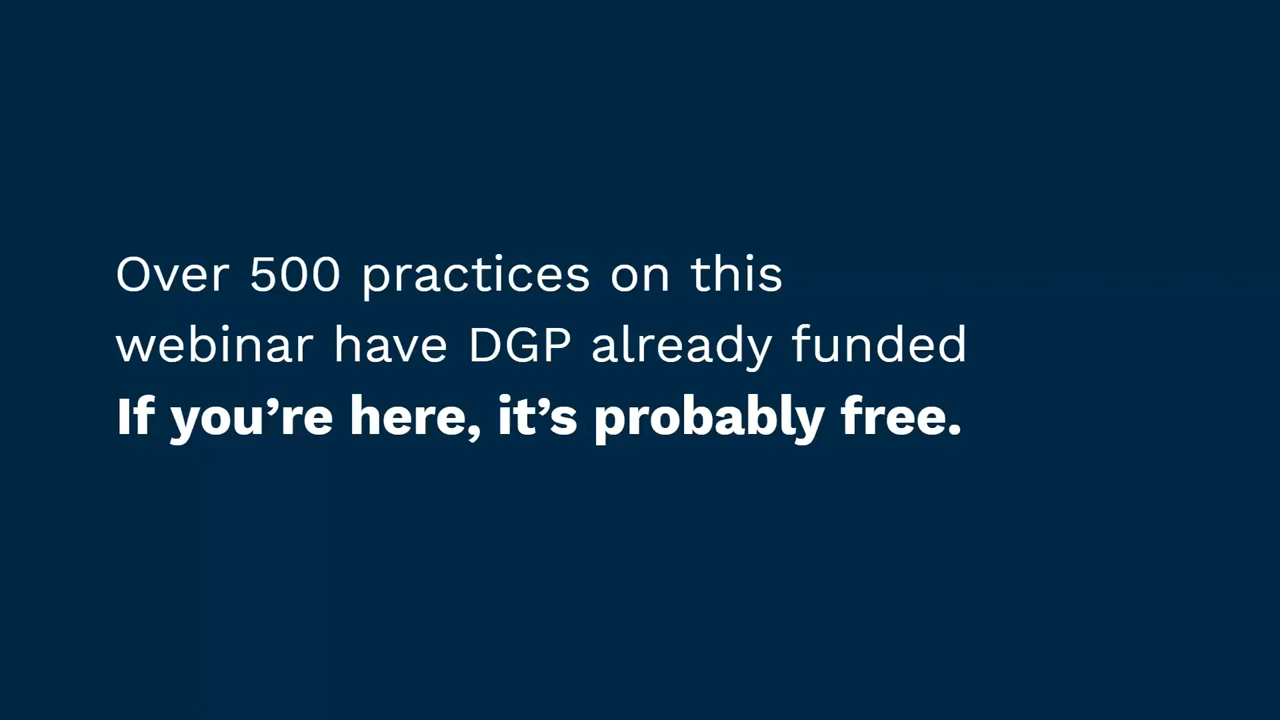 Over 500 practices on this
webinar have DGP already funded
If you’re here, it’s probably free.